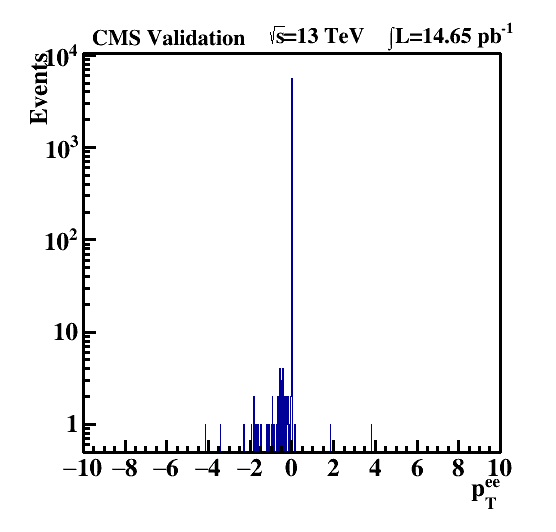 CMS Validation √s=13 TeV ∫L=14.65 pb⁻¹
Events
10⁴
10³
10²
10
1
−10 −8 −6 −4 −2 0 2 4 6 8 10
p_T^ee